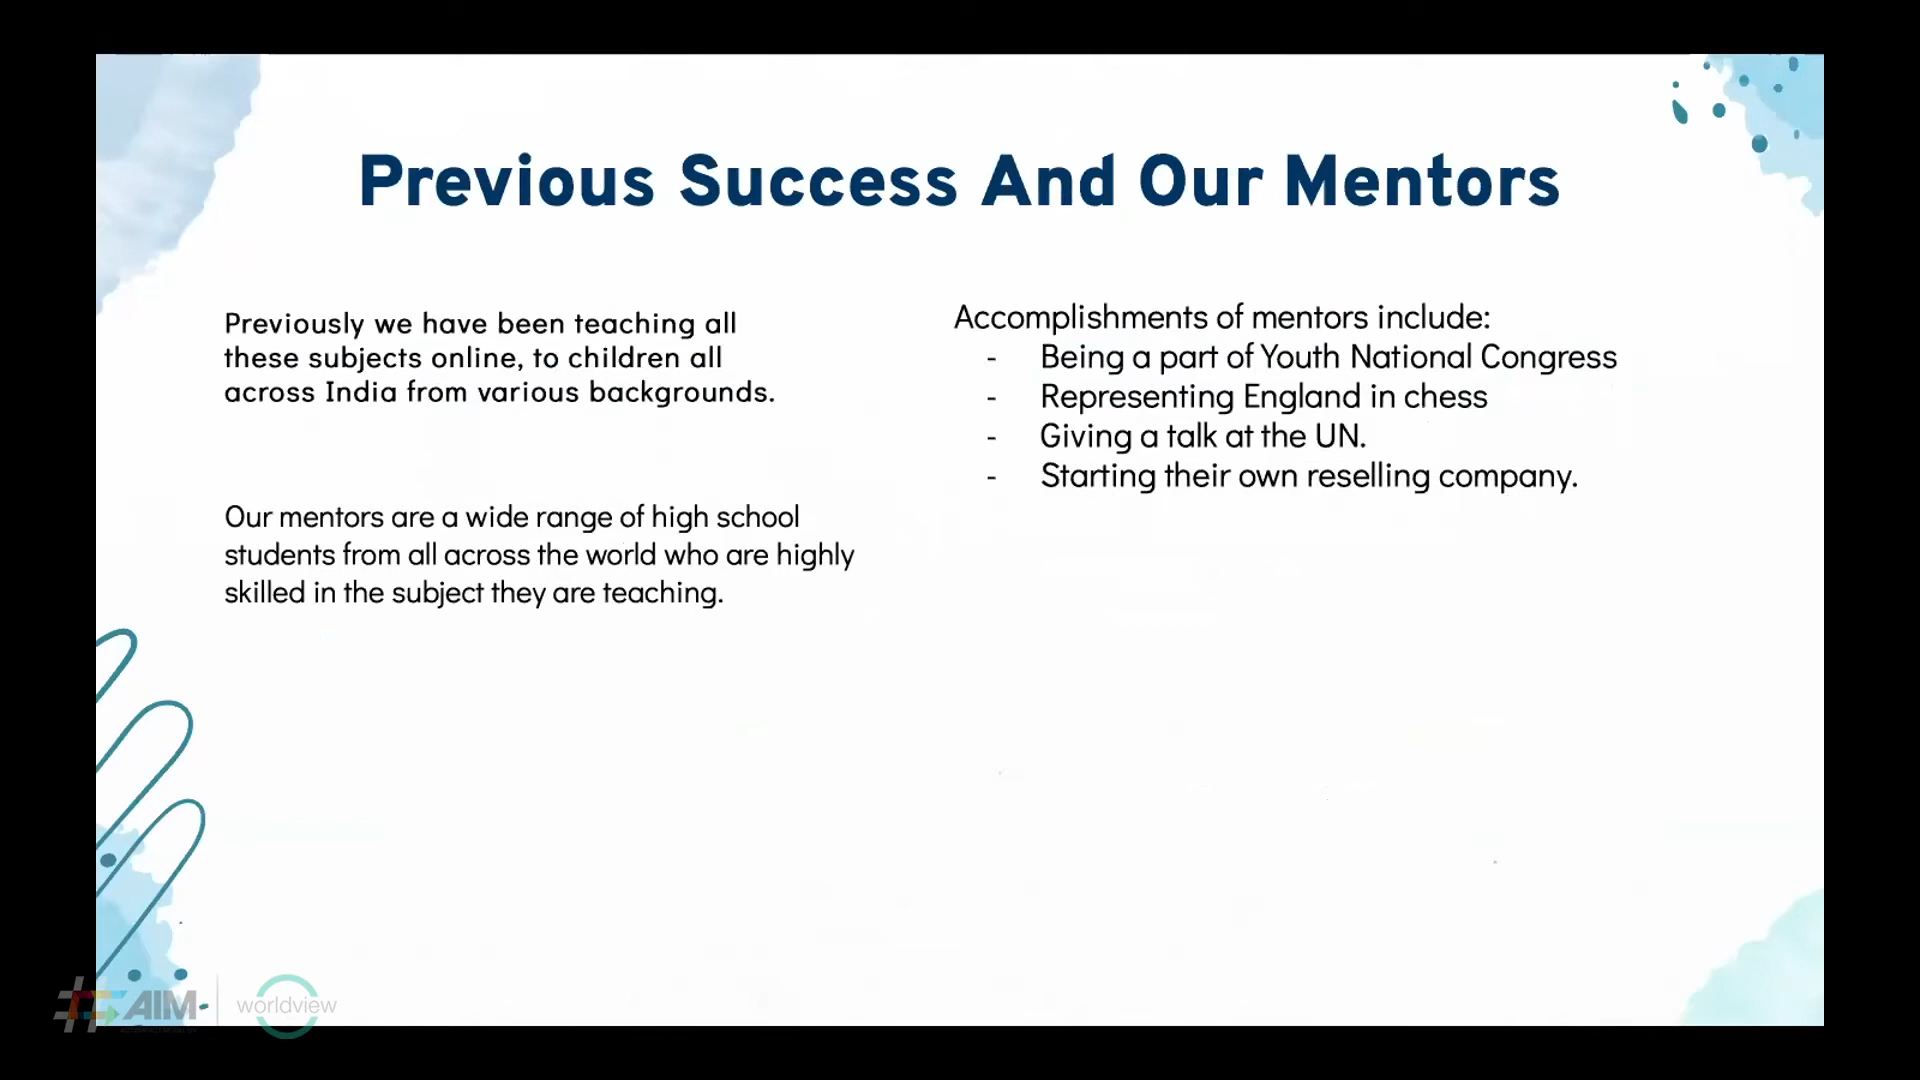 Previous Success And Our Mentors
Previously we have been teaching all
these subjects online, to children all
across India from various backgrounds.
Our mentors are a wide range of high school
students from all across the world who are highly
skilled in the subject they are teaching.
Accomplishments of mentors include:
- Being a part of Youth National Congress
- Representing England in chess
- Giving a talk at the UN.
- Starting their own reselling company.
AIM
worldview